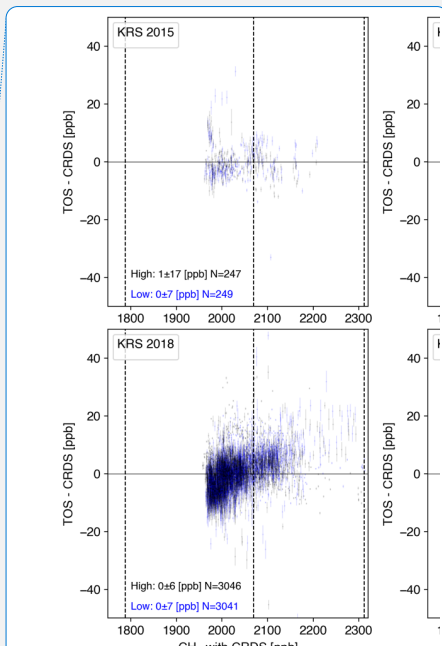 KRS 2015
40
20
0
−20
−40
TOS - CRDS [ppb]
High: 1±17 [ppb] N=247
Low: 0±7 [ppb] N=249
1800 1900 2000 2100 2200 2300
KRS 2018
40
20
0
−20
−40
TOS - CRDS [ppb]
High: 0±6 [ppb] N=3046
Low: 0±7 [ppb] N=3041
1800 1900 2000 2100 2200 2300
TOS - CRDS [ppb]
TOS - CRDS [ppb]
40
20
0
−20
−40
40
20
0
−20
−40
with CRDS [ppb]